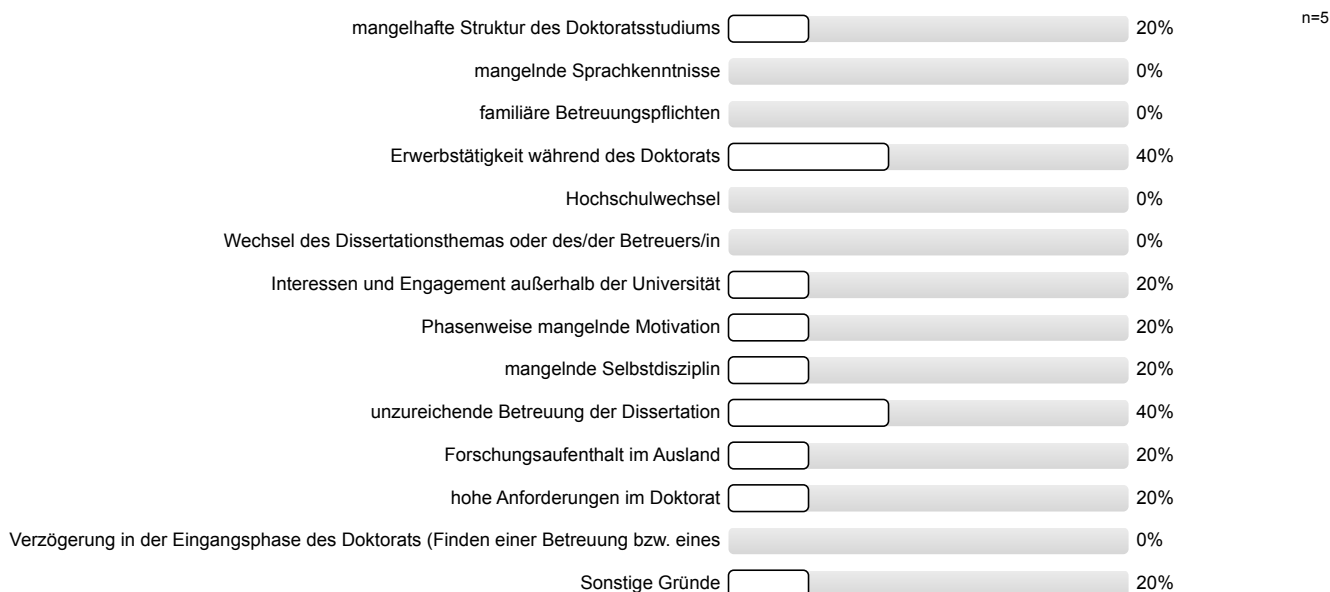 mangelhafte Struktur des Doktoratsstudiums 20% n=5
mangelnde Sprachkenntnisse 0%
familiäre Betreuungspflichten 0%
Erwerbstätigkeit während des Doktorats 40%
Hochschulwechsel 0%
Wechsel des Dissertationsthemas oder des/der Betreuers/in 0%
Interessen und Engagement außerhalb der Universität 20%
Phasenweise mangelnde Motivation 20%
mangelnde Selbstdisziplin 20%
unzureichende Betreuung der Dissertation 40%
Forschungsaufenthalt im Ausland 20%
hohe Anforderungen im Doktorat 20%
Verzögerung in der Eingangsphase des Doktorats (Finden einer Betreuung bzw. eines 0%
Sonstige Gründe 20%